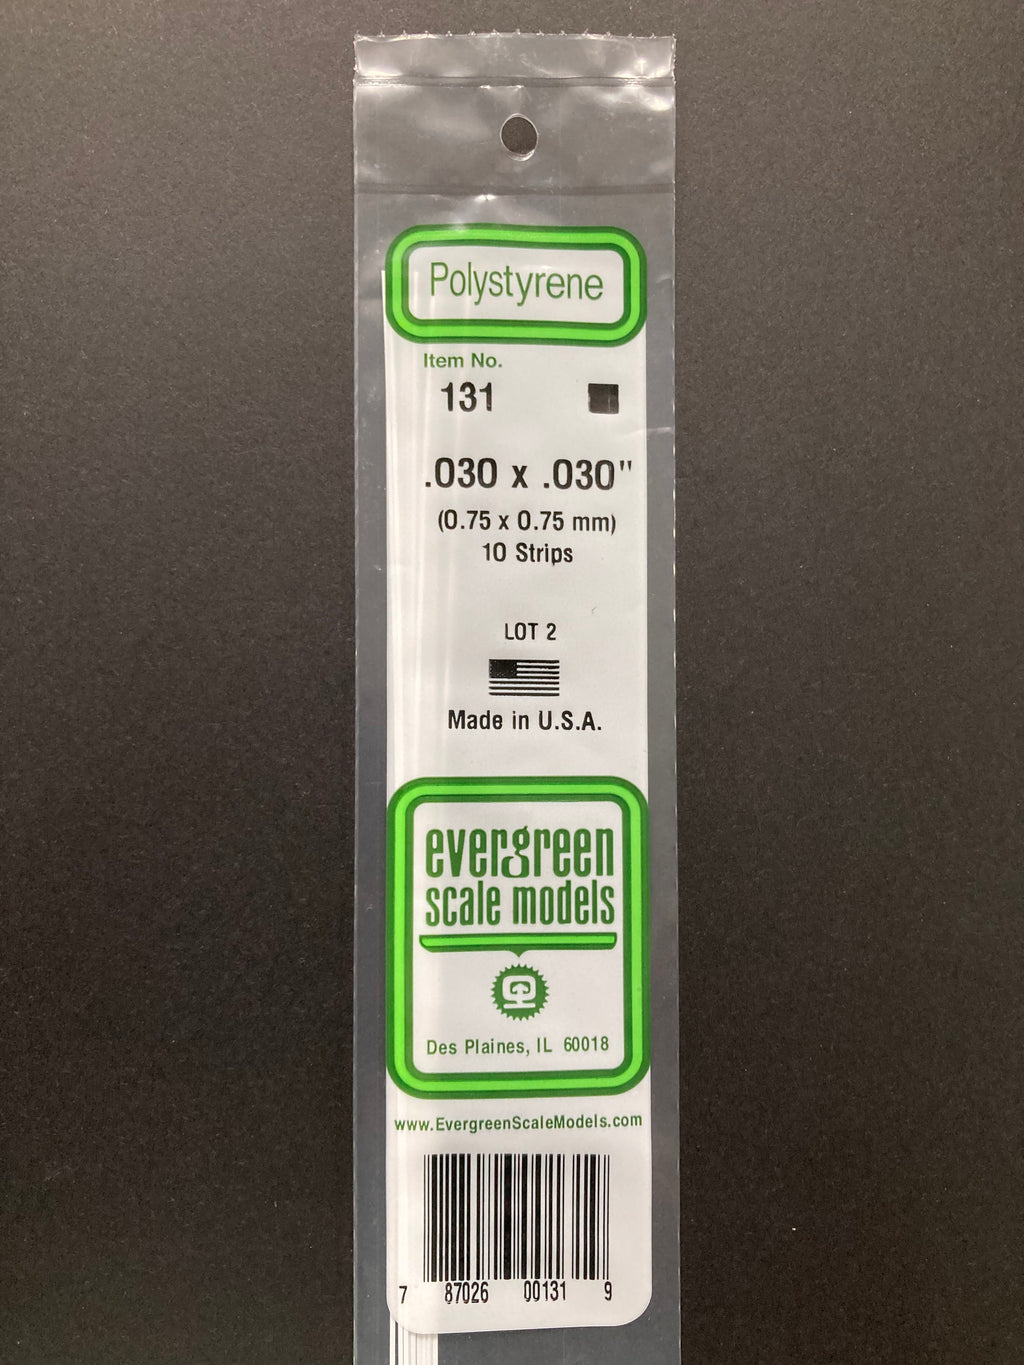 Polystyrene
Item No.
131
.030 x .030"
(0.75 x 0.75 mm)
10 Strips
LOT 2
Made in U.S.A.
evergreen
scale models
Des Plaines, IL 60018
www.EvergreenScaleModels.com
7 87026 00131 9